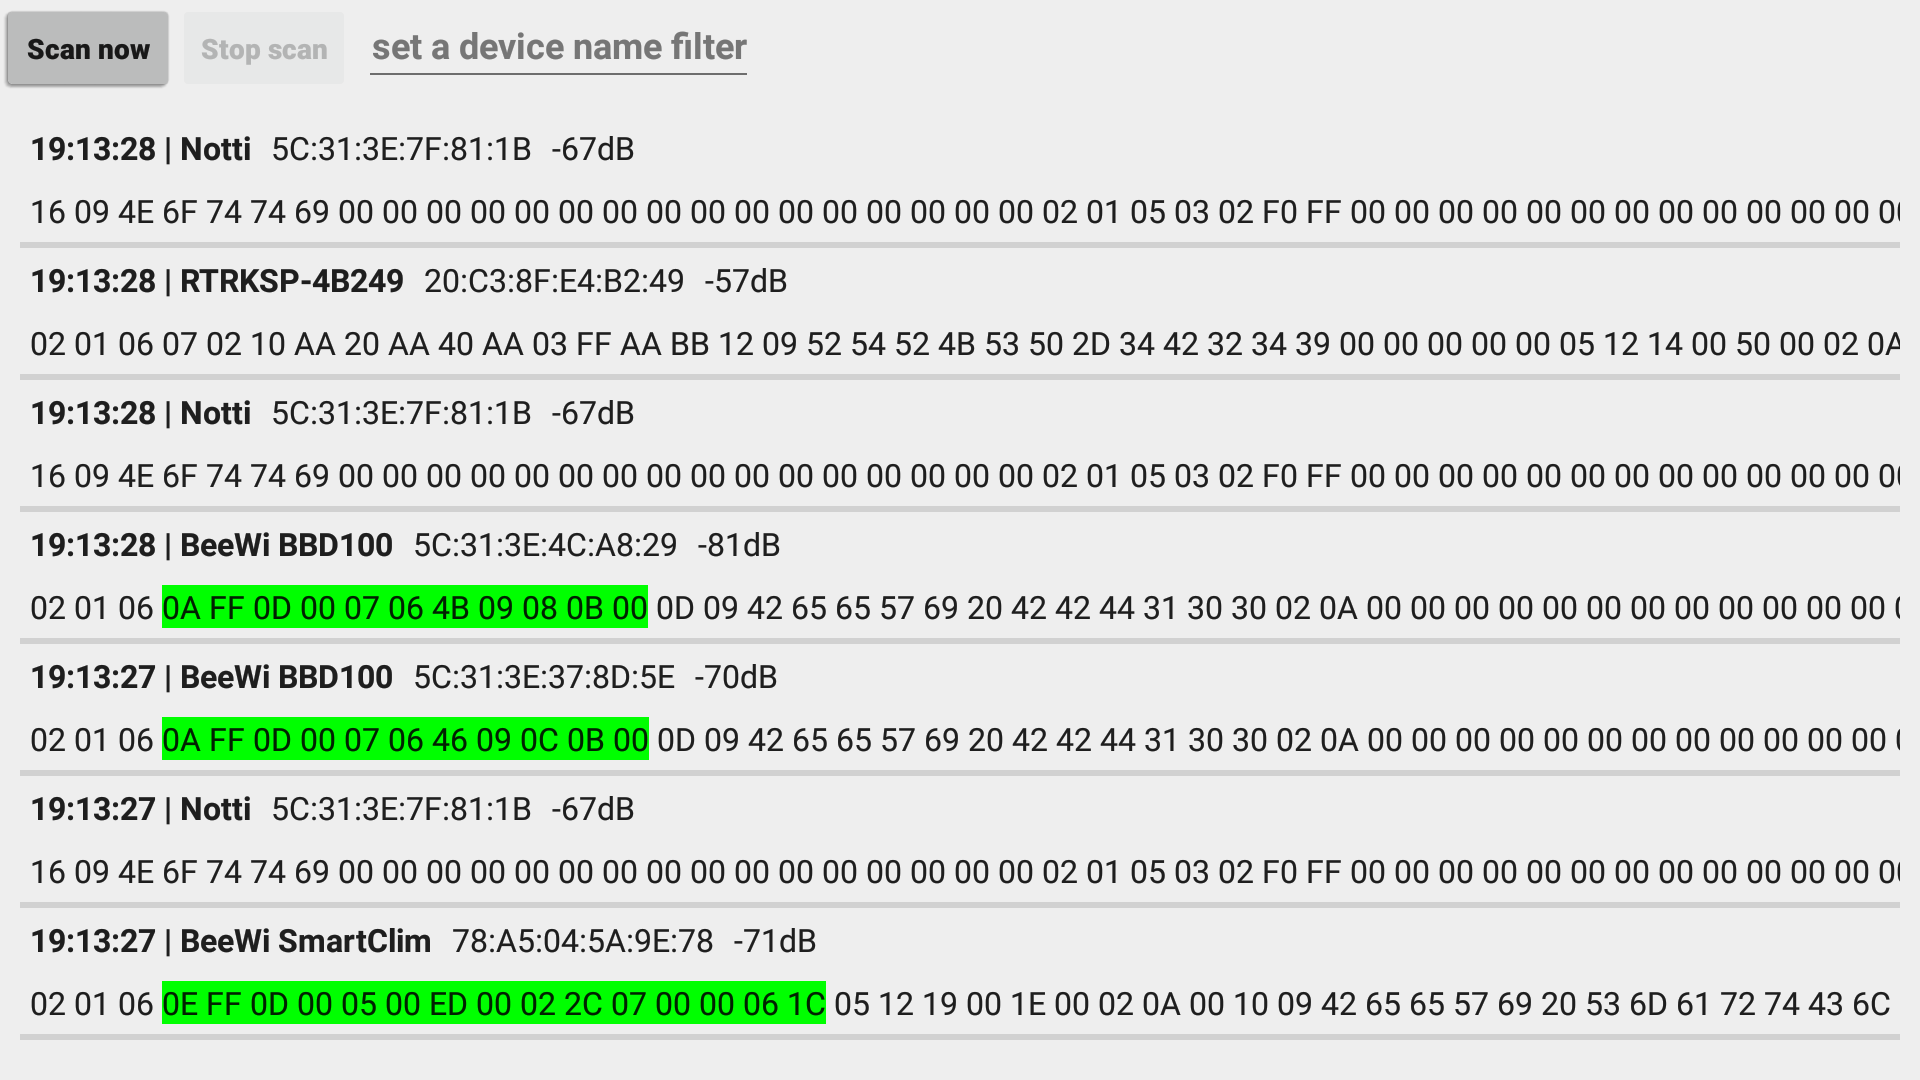 Scan now Stop scan set a device name filter
19:13:28 | Notti 5C:31:3E:7F:81:1B -67dB
16 09 4E 6F 74 74 69 00 00 00 00 00 00 00 00 00 00 00 00 00 00 00 00 02 01 05 03 02 F0 FF 00 00 00 00 00 00 00 00 00 00 00 00
19:13:28 | RTRKSP-4B249 20:C3:8F:E4:B2:49 -57dB
02 01 06 07 02 10 AA 20 AA 40 AA 03 FF AA BB 12 09 52 54 52 4B 53 50 2D 34 42 32 34 39 00 00 00 00 00 05 12 14 00 50 00 02 0A
19:13:28 | Notti 5C:31:3E:7F:81:1B -67dB
16 09 4E 6F 74 74 69 00 00 00 00 00 00 00 00 00 00 00 00 00 00 00 00 02 01 05 03 02 F0 FF 00 00 00 00 00 00 00 00 00 00 00 00
19:13:28 | BeeWi BBD100 5C:31:3E:4C:A8:29 -81dB
02 01 06 0A FF 0D 00 07 06 4B 09 08 0B 00 0D 09 42 65 65 57 69 20 42 42 44 31 30 30 02 0A 00 00 00 00 00 00 00 00 00 00 00 00
19:13:27 | BeeWi BBD100 5C:31:3E:37:8D:5E -70dB
02 01 06 0A FF 0D 00 07 06 46 09 0C 0B 00 0D 09 42 65 65 57 69 20 42 42 44 31 30 30 02 0A 00 00 00 00 00 00 00 00 00 00 00 00
19:13:27 | Notti 5C:31:3E:7F:81:1B -67dB
16 09 4E 6F 74 74 69 00 00 00 00 00 00 00 00 00 00 00 00 00 00 00 00 02 01 05 03 02 F0 FF 00 00 00 00 00 00 00 00 00 00 00 00
19:13:27 | BeeWi SmartClim 78:A5:04:5A:9E:78 -71dB
02 01 06 0E FF 0D 00 05 00 ED 00 02 2C 07 00 00 06 1C 05 12 19 00 1E 00 02 0A 00 10 09 42 65 65 57 69 20 53 6D 61 72 74 43 6C